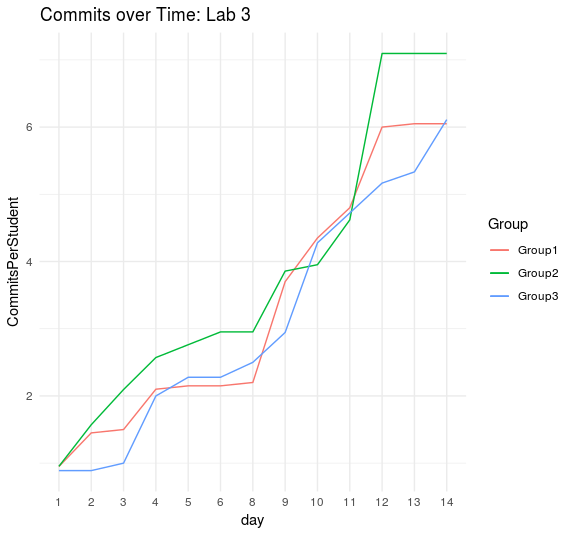 Commits over Time: Lab 3
CommitsPerStudent
6
4
2
1 2 3 4 5 6 8 9 10 11 12 13 14
day
Group
Group1
Group2
Group3